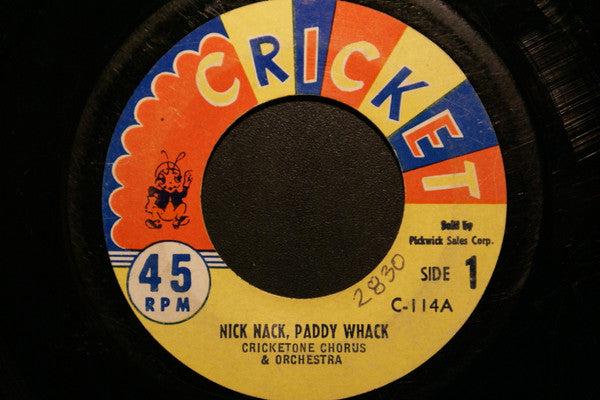 CRICKET
Sold by
Pickwick Sales Corp.
SIDE 1
C-114A
2830
45
RPM
NICK NACK, PADDY WHACK
CRICKETONE CHORUS
& ORCHESTRA